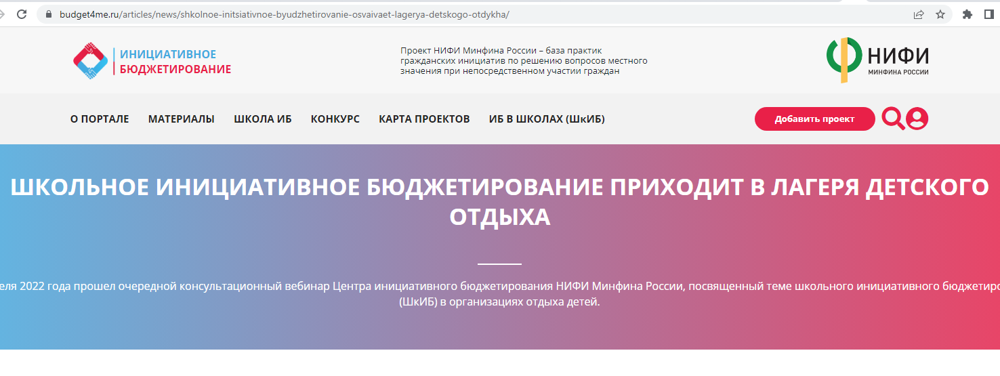 budget4me.ru/articles/news/shkolnoe-initsiativnoe-byudzhetirovanie-osvaivaet-lagerya-detskogo-otdykha/
ИНИЦИАТИВНОЕ
БЮДЖЕТИРОВАНИЕ
Проект НИФИ Минфина России – база практик
гражданских инициатив по решению вопросов местного
значения при непосредственном участии граждан
НИФИ
МИНФИНА РОССИИ
О ПОРТАЛЕ МАТЕРИАЛЫ ШКОЛА ИБ КОНКУРС КАРТА ПРОЕКТОВ ИБ В ШКОЛАХ (ШкИБ) Добавить проект
ШКОЛЬНОЕ ИНИЦИАТИВНОЕ БЮДЖЕТИРОВАНИЕ ПРИХОДИТ В ЛАГЕРЯ ДЕТСКОГО
ОТДЫХА
еля 2022 года прошел очередной консультационный вебинар Центра инициативного бюджетирования НИФИ Минфина России, посвященный теме школьного инициативного бюджетиро
(ШкИБ) в организациях отдыха детей.